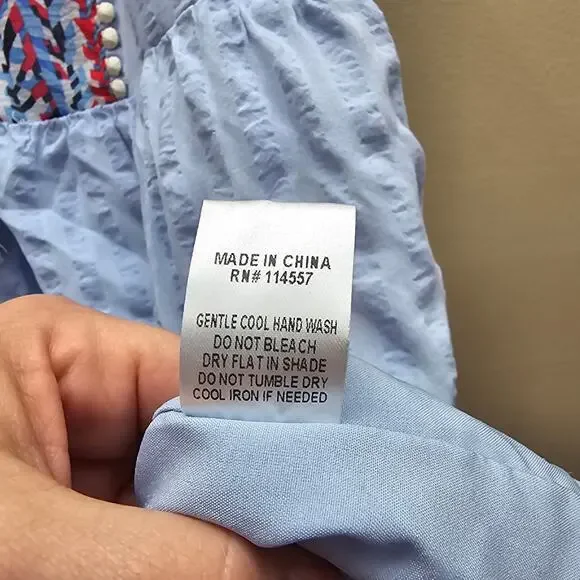 MADE IN CHINA
RN# 114557
GENTLE COOL HAND WASH
DO NOT BLEACH
DRY FLAT IN SHADE
DO NOT TUMBLE DRY
COOL IRON IF NEEDED